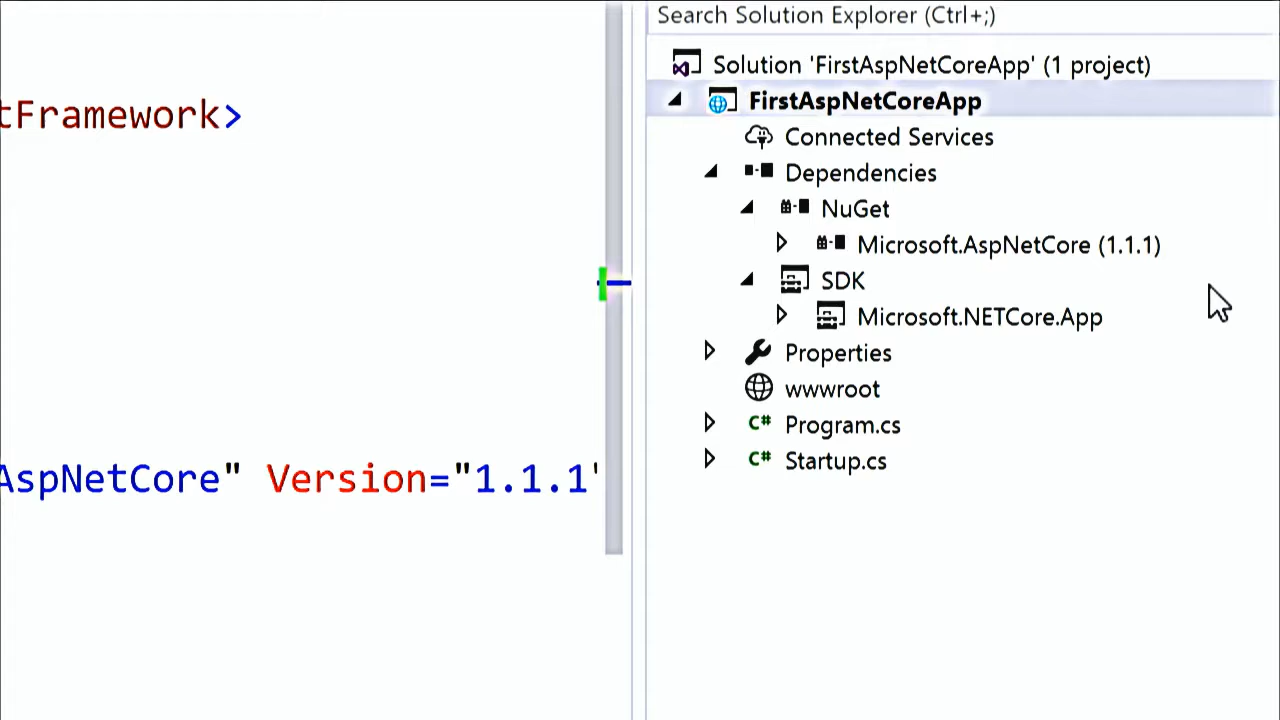 Search Solution Explorer (Ctrl+;)
Solution 'FirstAspNetCoreApp' (1 project)
tFramework>
FirstAspNetCoreApp
Connected Services
Dependencies
NuGet
Microsoft.AspNetCore (1.1.1)
SDK
Microsoft.NETCore.App
Properties
wwwroot
C# Program.cs
C# Startup.cs
AspNetCore" Version="1.1.1"